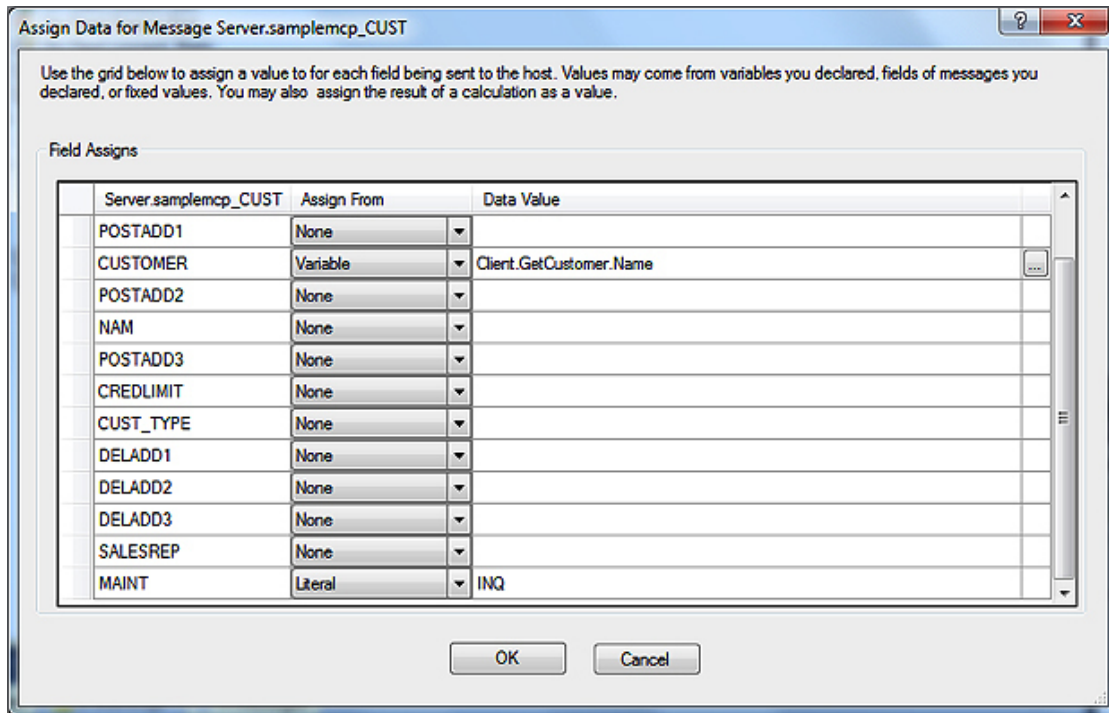 Assign Data for Message Server.samplemcp_CUST
Use the grid below to assign a value to for each field being sent to the host. Values may come from variables you declared, fields of messages you
declared, or fixed values. You may also assign the result of a calculation as a value.
Field Assigns
Server.samplemcp_CUST Assign From Data Value
POSTADD1 None
CUSTOMER Variable Client.GetCustomer.Name ...
POSTADD2 None
NAM None
POSTADD3 None
CREDLIMIT None
CUST_TYPE None
DELADD1 None
DELADD2 None
DELADD3 None
SALESREP None
MAINT Literal INQ
OK Cancel